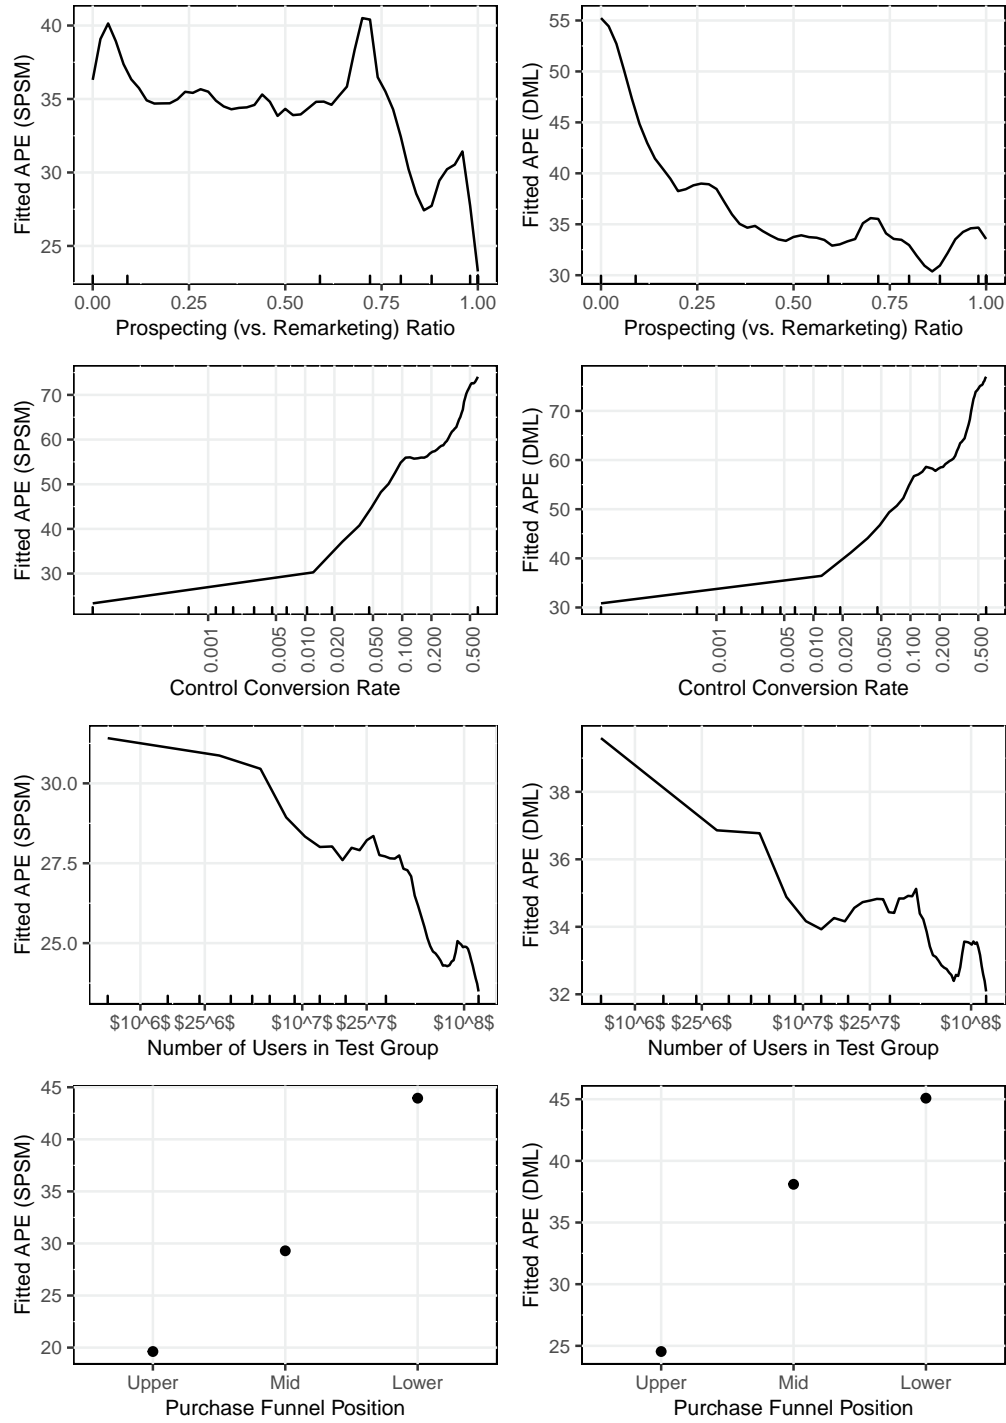 Fitted APE (SPSM)
40
35
30
25
0.00 0.25 0.50 0.75 1.00
Prospecting (vs. Remarketing) Ratio
Fitted APE (DML)
55
50
45
40
35
30
0.00 0.25 0.50 0.75 1.00
Prospecting (vs. Remarketing) Ratio
Fitted APE (SPSM)
70
60
50
40
30
0.001 0.005 0.010 0.020 0.050 0.100 0.200 0.500
Control Conversion Rate
Fitted APE (DML)
70
60
50
40
30
0.001 0.005 0.010 0.020 0.050 0.100 0.200 0.500
Control Conversion Rate
Fitted APE (SPSM)
30.0
27.5
25.0
$10^6$ $25^6$ $10^7$ $25^7$ $10^8$
Number of Users in Test Group
Fitted APE (DML)
38
36
34
32
$10^6$ $25^6$ $10^7$ $25^7$ $10^8$
Number of Users in Test Group
Fitted APE (SPSM)
45
40
35
30
25
20
Upper Mid Lower
Purchase Funnel Position
Fitted APE (DML)
45
40
35
30
25
Upper Mid Lower
Purchase Funnel Position